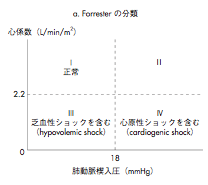 a. Forrester の分類
心係数(L/min/m²)
Ⅰ
正常
Ⅱ
2.2
Ⅲ
乏血性ショックを含む
(hypovolemic shock)
Ⅳ
心原性ショックを含む
(cardiogenic shock)
0
18
肺動脈楔入圧(mmHg)